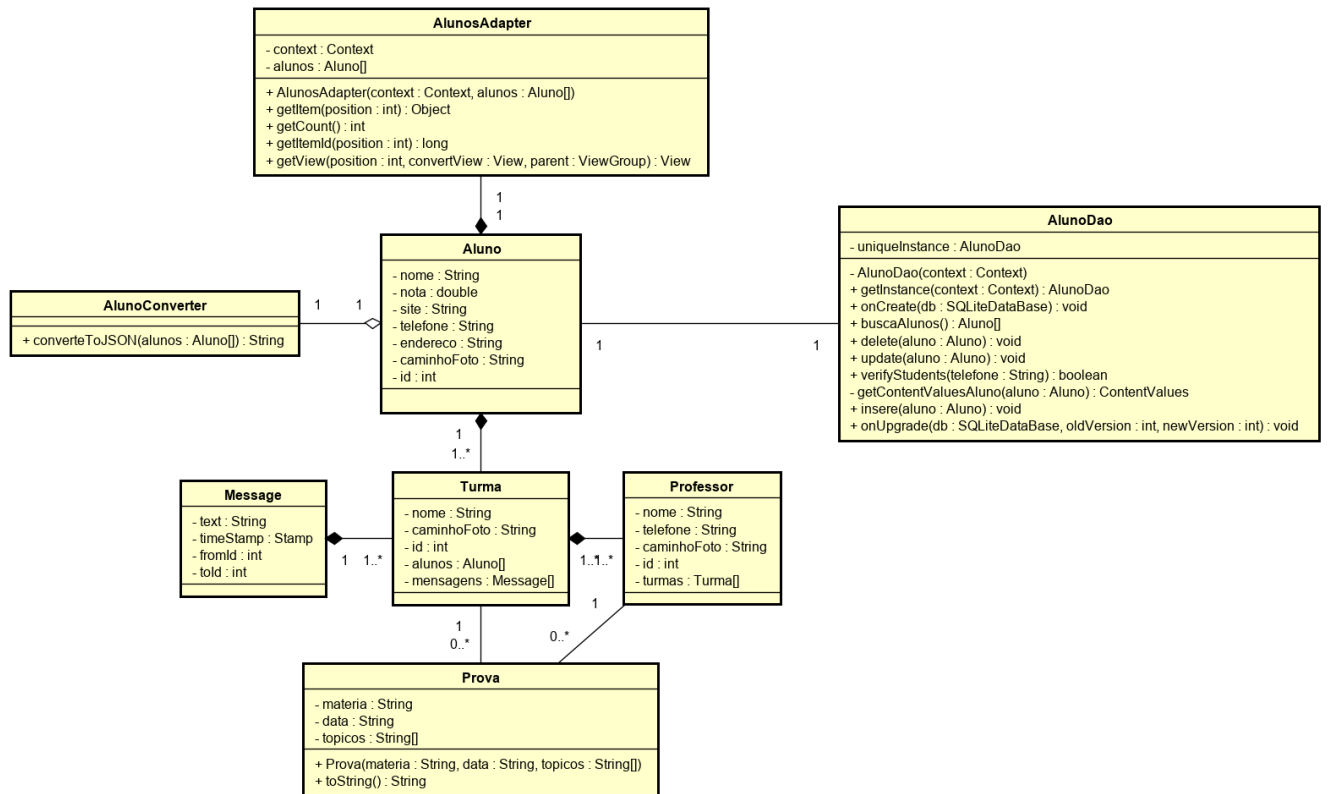 AlunosAdapter
- context : Context
- alunos : Aluno[]
+ AlunosAdapter(context : Context, alunos : Aluno[])
+ getItem(position : int) : Object
+ getCount() : int
+ getItemId(position : int) : long
+ getView(position : int, convertView : View, parent : ViewGroup) : View
1
1
AlunoDao
- uniqueInstance : AlunoDao
- AlunoDao(context : Context)
+ getInstance(context : Context) : AlunoDao
+ onCreate(db : SQLiteDataBase) : void
+ buscaAlunos() : Aluno[]
+ delete(aluno : Aluno) : void
+ update(aluno : Aluno) : void
+ verifyStudents(telefone : String) : boolean
- getContentValuesAluno(aluno : Aluno) : ContentValues
+ insere(aluno : Aluno) : void
+ onUpgrade(db : SQLiteDataBase, oldVersion : int, newVersion : int) : void
Aluno
- nome : String
- nota : double
- site : String
- telefone : String
- endereco : String
- caminhoFoto : String
- id : int
1 1
AlunoConverter
+ converteToJSON(alunos : Aluno[]) : String
1 1
1
1..*
Message
- text : String
- timeStamp : Stamp
- fromId : int
- toId : int
1 1..*
Turma
- nome : String
- caminhoFoto : String
- id : int
- alunos : Aluno[]
- mensagens : Message[]
1..* 1..*
Professor
- nome : String
- telefone : String
- caminhoFoto : String
- id : int
- turmas : Turma[]
1
0..*
1
0..*
Prova
- materia : String
- data : String
- topicos : String[]
+ Prova(materia : String, data : String, topicos : String[])
+ toString() : String